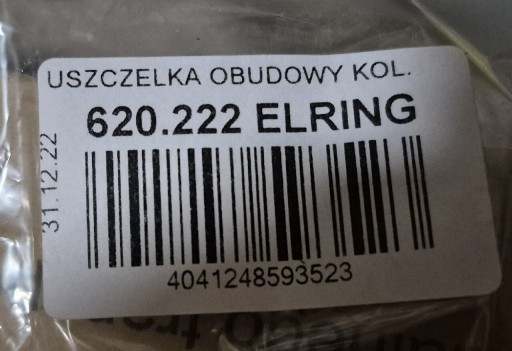 USZCZELKA OBUDOWY KOL.
620.222 ELRING
31.12.22
4041248593523